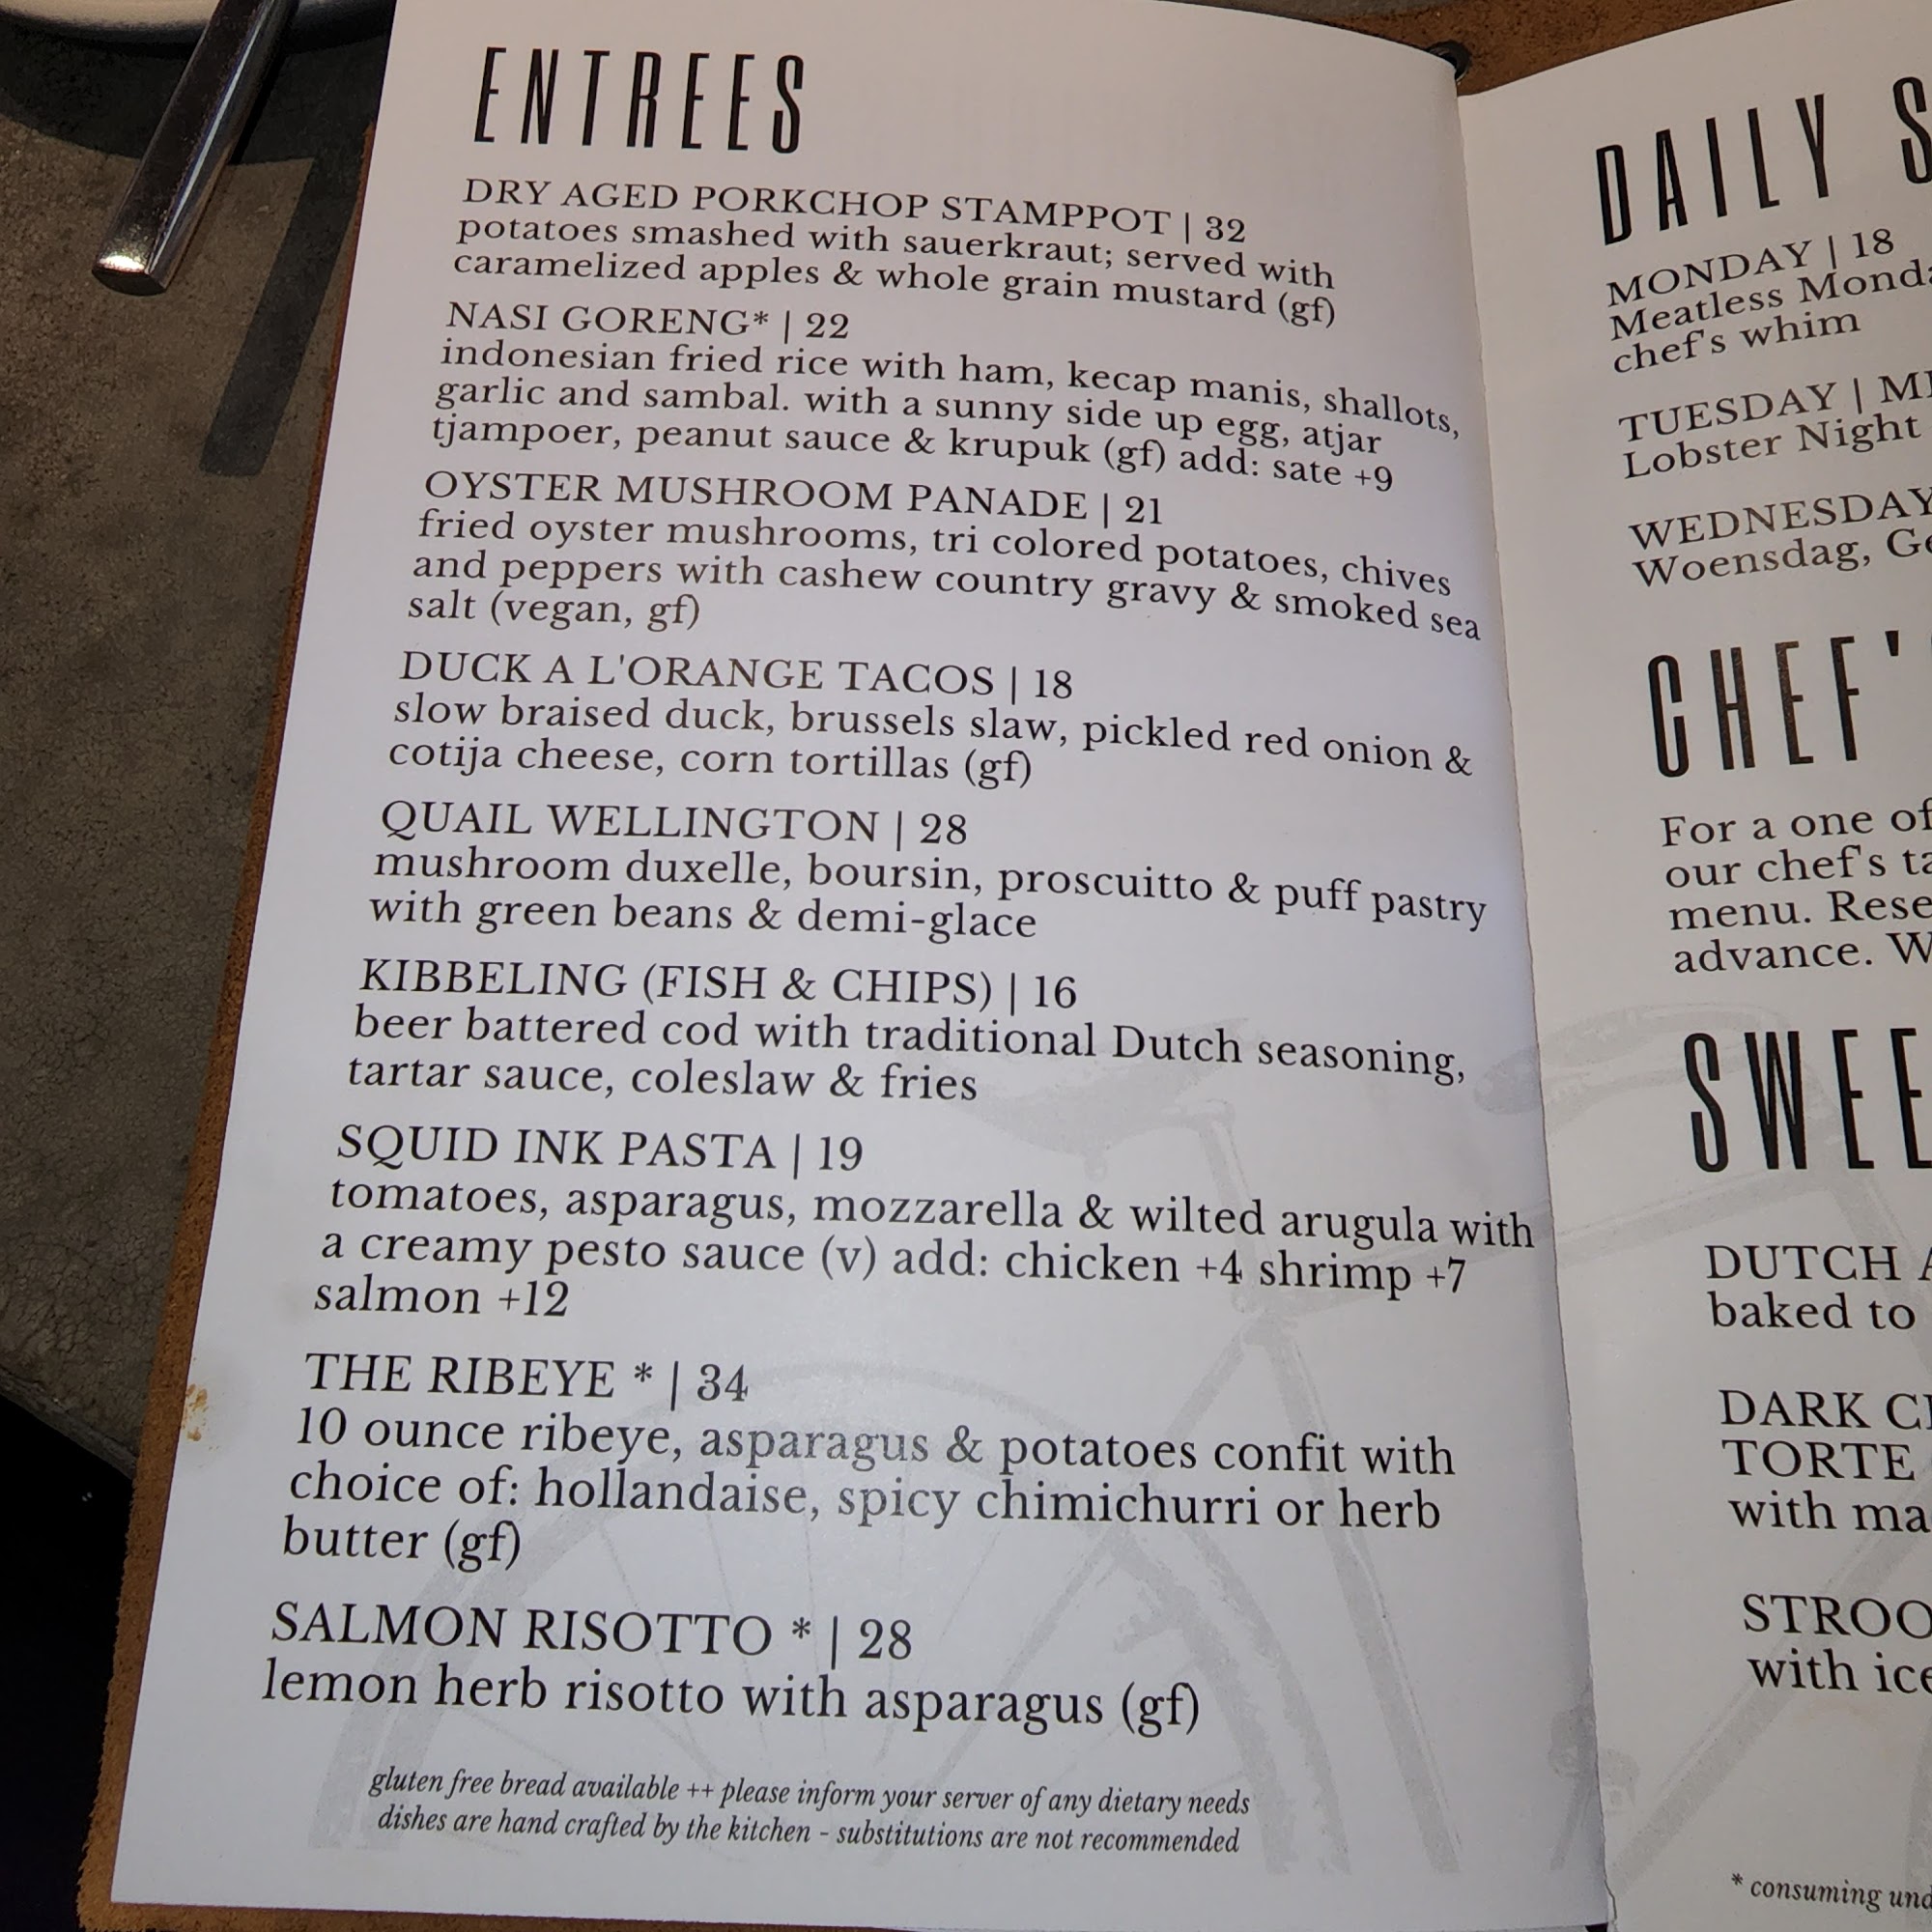 ENTREES
DRY AGED PORKCHOP STAMPPOT | 32
potatoes smashed with sauerkraut; served with
caramelized apples & whole grain mustard (gf)
NASI GORENG* | 22
indonesian fried rice with ham, kecap manis, shallots,
garlic and sambal. with a sunny side up egg, atjar
tjampoer, peanut sauce & krupuk (gf) add: sate +9
OYSTER MUSHROOM PANADE | 21
fried oyster mushrooms, tri colored potatoes, chives
and peppers with cashew country gravy & smoked sea
salt (vegan, gf)
DUCK A L'ORANGE TACOS | 18
slow braised duck, brussels slaw, pickled red onion &
cotija cheese, corn tortillas (gf)
QUAIL WELLINGTON | 28
mushroom duxelle, boursin, proscuitto & puff pastry
with green beans & demi-glace
KIBBELING (FISH & CHIPS) | 16
beer battered cod with traditional Dutch seasoning,
tartar sauce, coleslaw & fries
SQUID INK PASTA | 19
tomatoes, asparagus, mozzarella & wilted arugula with
a creamy pesto sauce (v) add: chicken +4 shrimp +7
salmon +12
THE RIBEYE * | 34
10 ounce ribeye, asparagus & potatoes confit with
choice of: hollandaise, spicy chimichurri or herb
butter (gf)
SALMON RISOTTO * | 28
lemon herb risotto with asparagus (gf)
gluten free bread available ++ please inform your server of any dietary needs
dishes are hand crafted by the kitchen - substitutions are not recommended
DAILY
MONDAY | 18
Meatless
chef's whim
TUESDAY |
Lobster Night
WEDNESDAY
Woensdag,
CHEF'
For a one of
our chef's
menu.
advance.
DUTCH
baked to
DARK
TORTE
with
with
* consuming